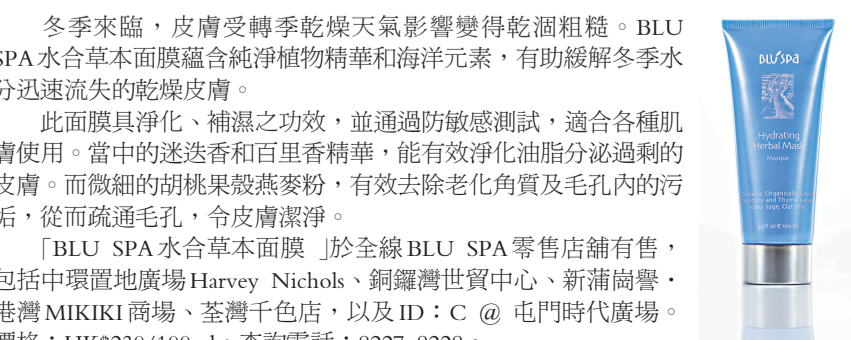 冬季來臨，皮膚受轉季乾燥天氣影響變得乾涸粗糙。BLU
SPA水合草本面膜蘊含純淨植物精華和海洋元素，有助緩解冬季水
分迅速流失的乾燥皮膚。
此面膜具淨化、補濕之功效，並通過防敏感測試，適合各種肌
膚使用。當中的迷迭香和百里香精華，能有效淨化油脂分泌過剩的
皮膚。而微細的胡桃果殼燕麥粉，有效去除老化角質及毛孔內的污
垢，從而疏通毛孔，令皮膚潔淨。
「BLU SPA水合草本面膜 」於全線BLU SPA零售店舖有售，
包括中環置地廣場Harvey Nichols、銅鑼灣世貿中心、新蒲崗譽·
港灣MIKIKI商場、荃灣千色店，以及ID：C @ 屯門時代廣場。
價格：HK$230/100ml；查詢電話：8227 8228。
BLU SPA
Hydrating
Herbal Mask
Masque